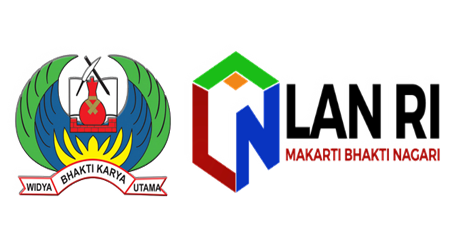 WIDYA BHAKTI KARYA UTAMA
LAN RI
MAKARTI BHAKTI NAGARI